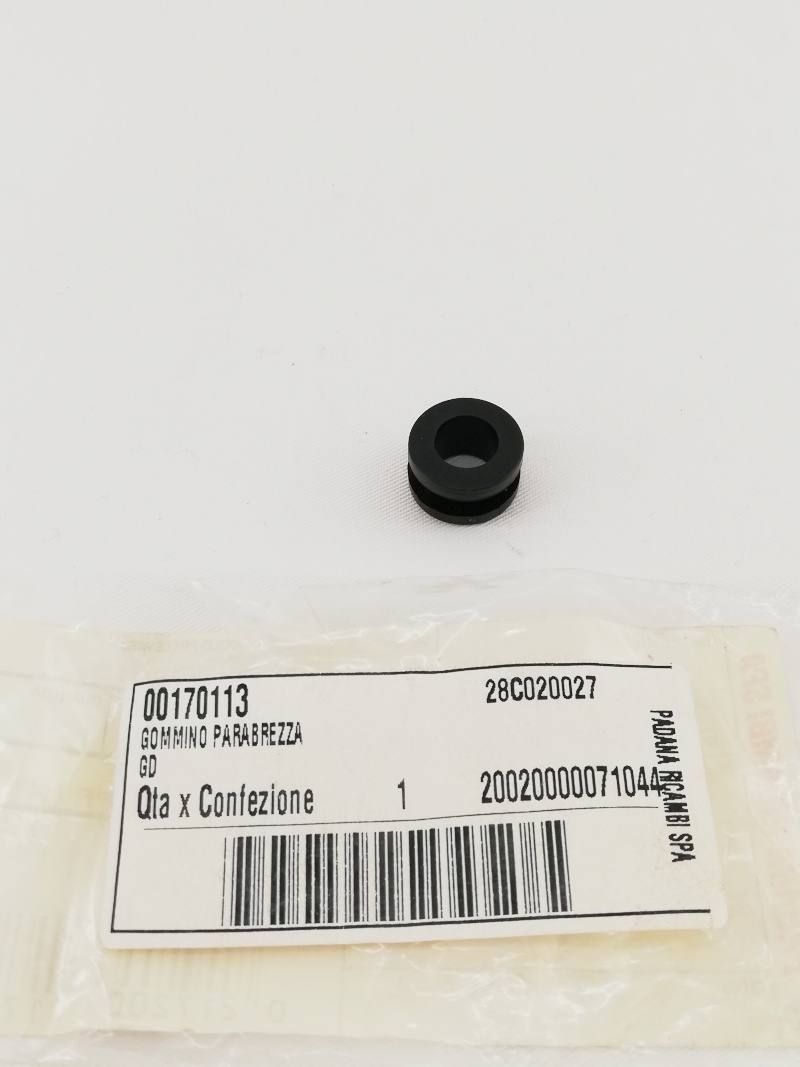 00170113 28C020027
GOMMINO PARABREZZA
GD
Qta x Confezione 1 20020000071044
PADANA RICAMBI SPA